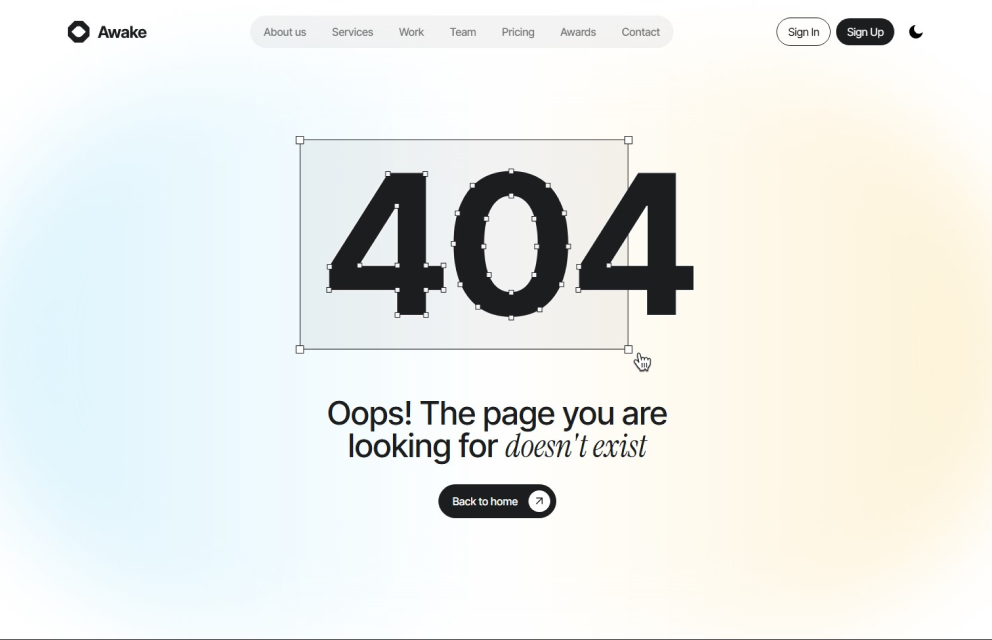 Awake
About us Services Work Team Pricing Awards Contact
Sign In Sign Up
404
Oops! The page you are
looking for doesn't exist
Back to home